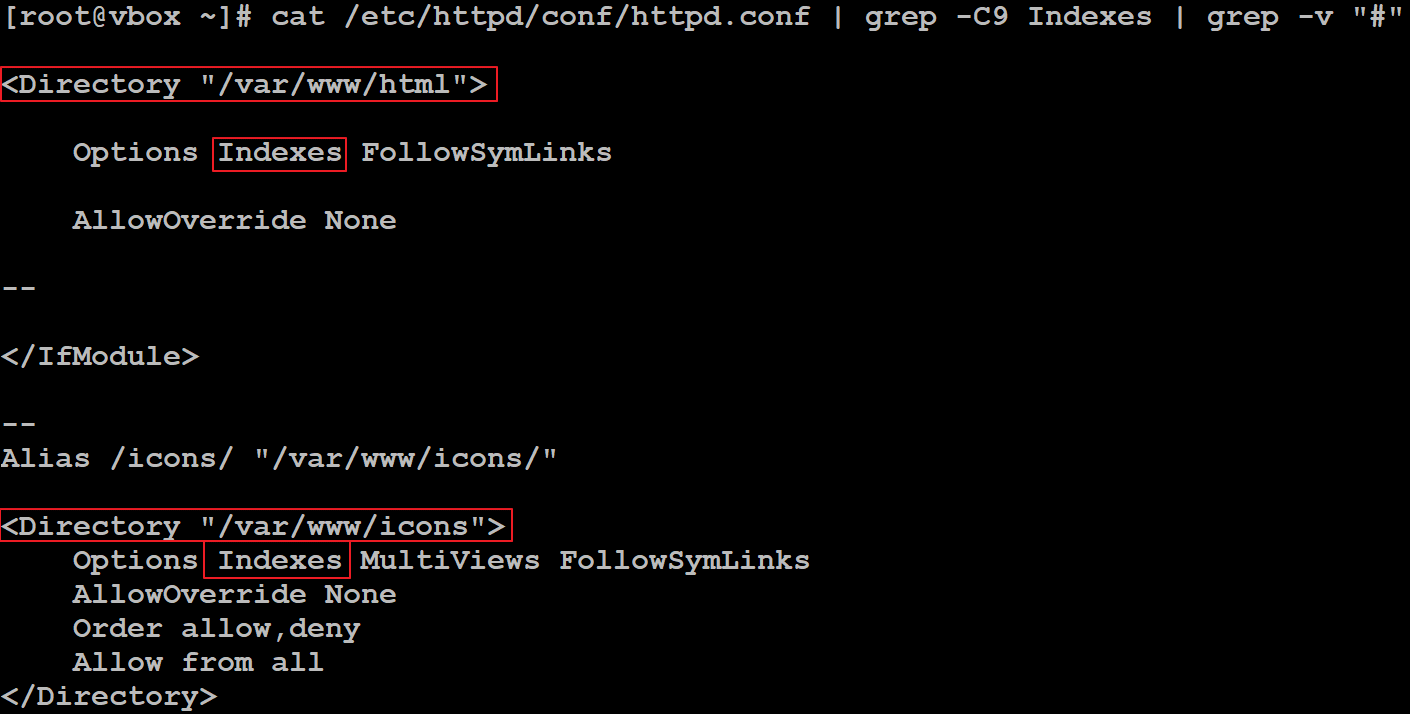 [root@vbox ~]# cat /etc/httpd/conf/httpd.conf | grep -C9 Indexes | grep -v "#"
<Directory "/var/www/html">
    Options Indexes FollowSymLinks
    AllowOverride None
--
</IfModule>
--
Alias /icons/ "/var/www/icons/"
<Directory "/var/www/icons">
    Options Indexes MultiViews FollowSymLinks
    AllowOverride None
    Order allow,deny
    Allow from all
</Directory>